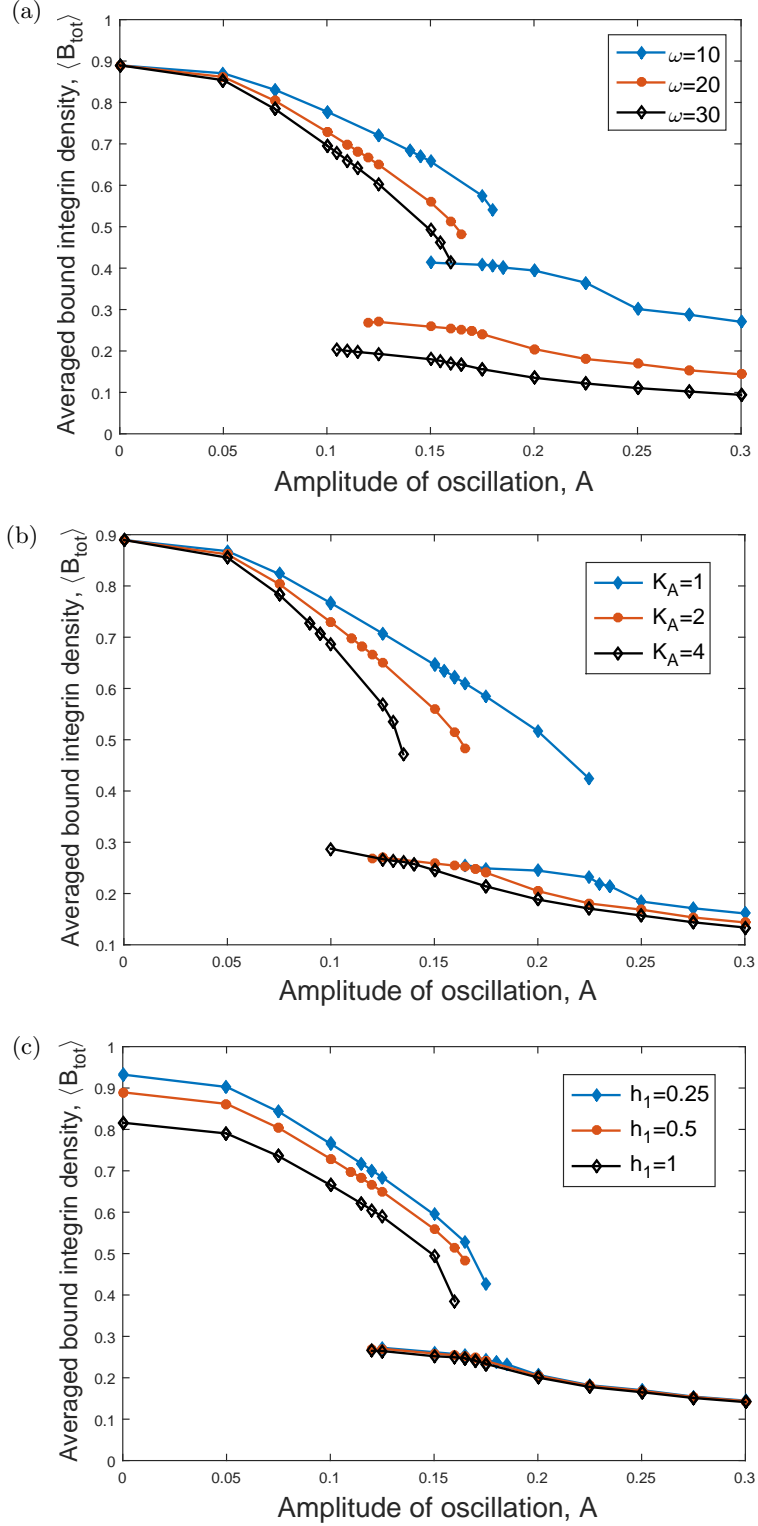 (a)
Averaged bound integrin density, ⟨B_tot⟩
1
0.9
0.8
0.7
0.6
0.5
0.4
0.3
0.2
0.1
0
ω=10
ω=20
ω=30
0 0.05 0.1 0.15 0.2 0.25 0.3
Amplitude of oscillation, A
(b)
Averaged bound integrin density, ⟨B_tot⟩
0.9
0.8
0.7
0.6
0.5
0.4
0.3
0.2
0.1
K_A=1
K_A=2
K_A=4
0 0.05 0.1 0.15 0.2 0.25 0.3
Amplitude of oscillation, A
(c)
Averaged bound integrin density, ⟨B_tot⟩
1
0.9
0.8
0.7
0.6
0.5
0.4
0.3
0.2
0.1
0
h_1=0.25
h_1=0.5
h_1=1
0 0.05 0.1 0.15 0.2 0.25 0.3
Amplitude of oscillation, A